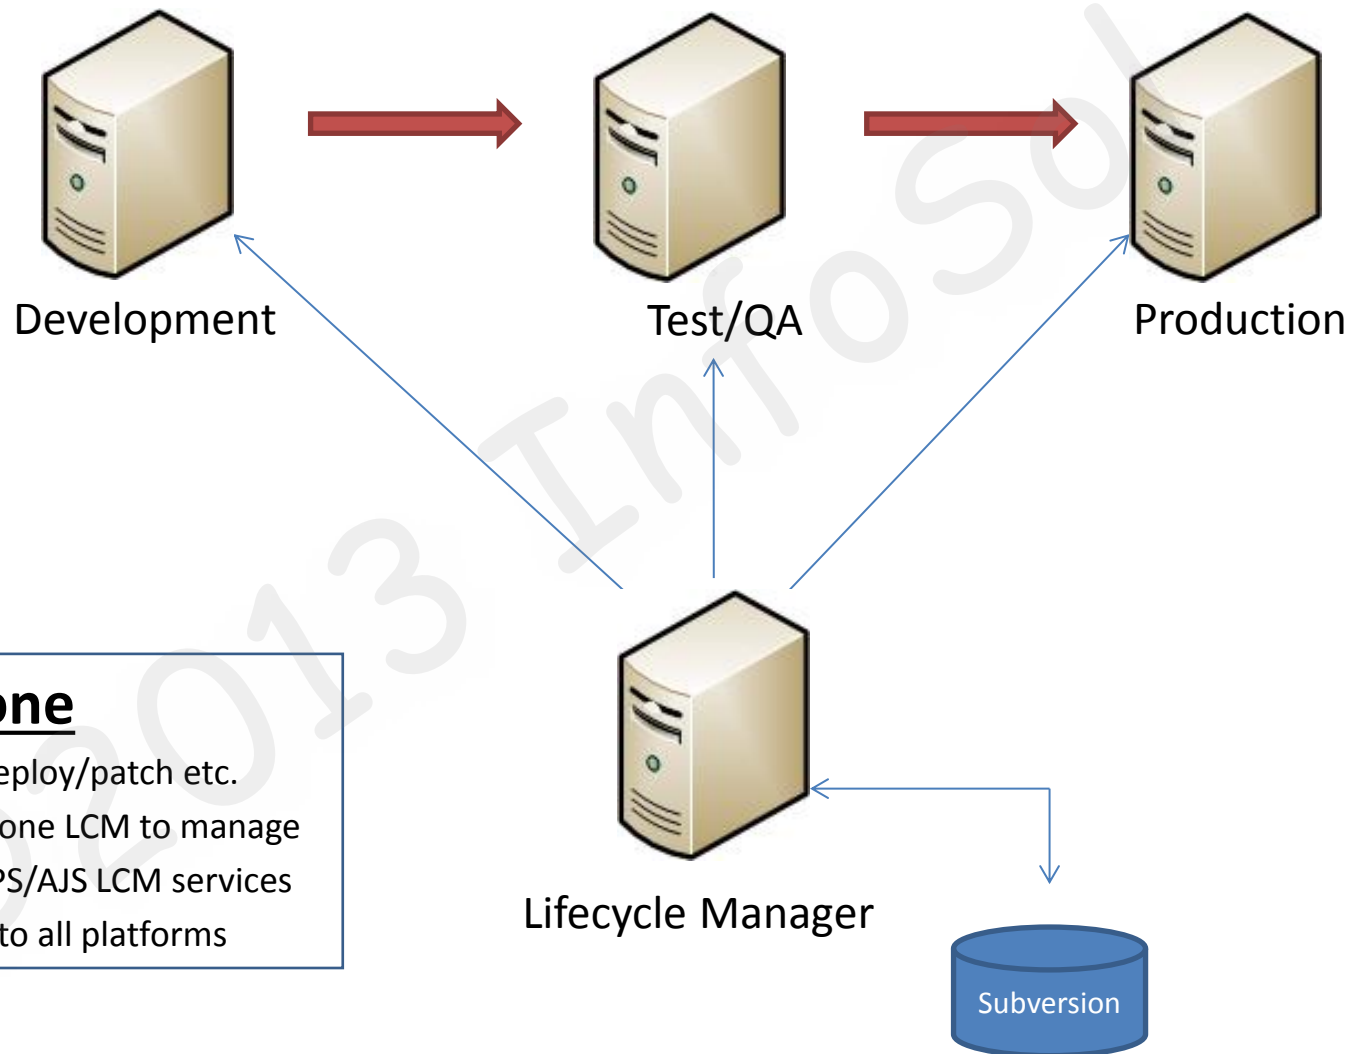 Development
Test/QA
Production
one
eploy/patch etc.
one LCM to manage
PS/AJS LCM services
to all platforms
Lifecycle Manager
Subversion
2013 InfoSol